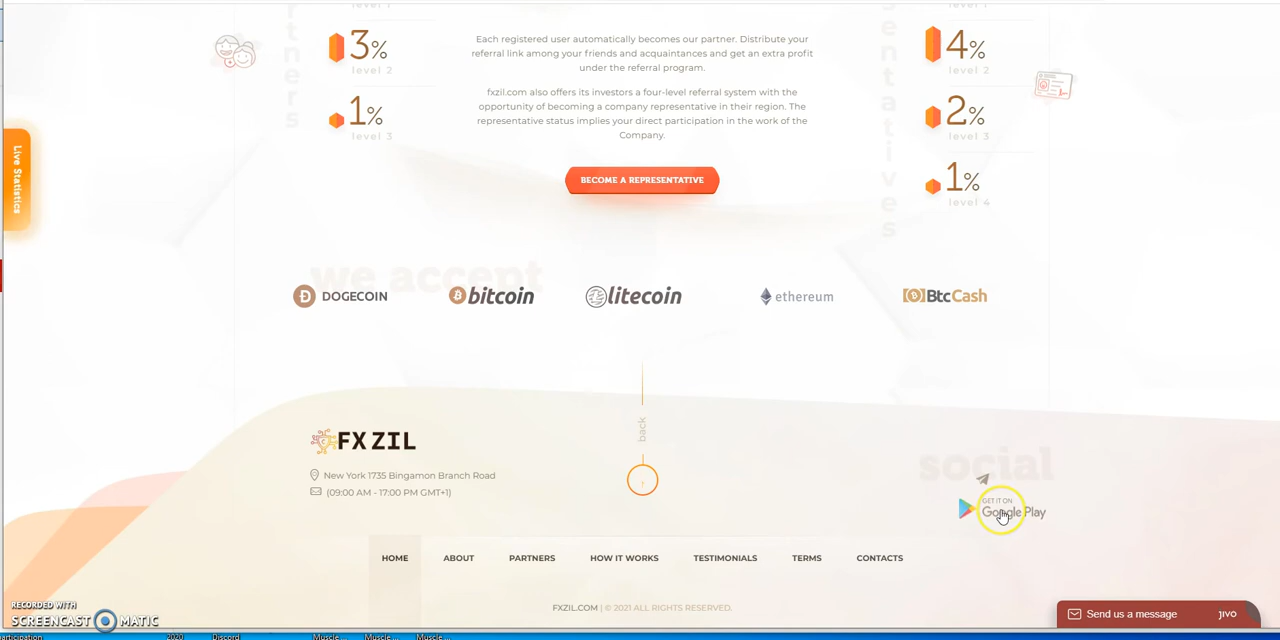 3%
level 2
1%
level 3
Each registered user automatically becomes our partner. Distribute your
referral link among your friends and acquaintances and get an extra profit
under the referral program.
fxzil.com also offers its investors a four-level referral system with the
opportunity of becoming a company representative in their region. The
representative status implies your direct participation in the work of the
Company.
BECOME A REPRESENTATIVE
4%
level 2
2%
level 3
1%
level 4
Live Statistics
we accept
DOGECOIN
bitcoin
litecoin
ethereum
BtcCash
back
FX ZIL
New York 1735 Bingamon Branch Road
(09:00 AM - 17:00 PM GMT+1)
social
GET IT ON
Google Play
HOME ABOUT PARTNERS HOW IT WORKS TESTIMONIALS TERMS CONTACTS
FXZIL.COM | © 2021 ALL RIGHTS RESERVED.
Send us a message jivo
RECORDED WITH
SCREENCAST MATIC
articipation 2020 Discord Muscle... Muscle... Muscle...